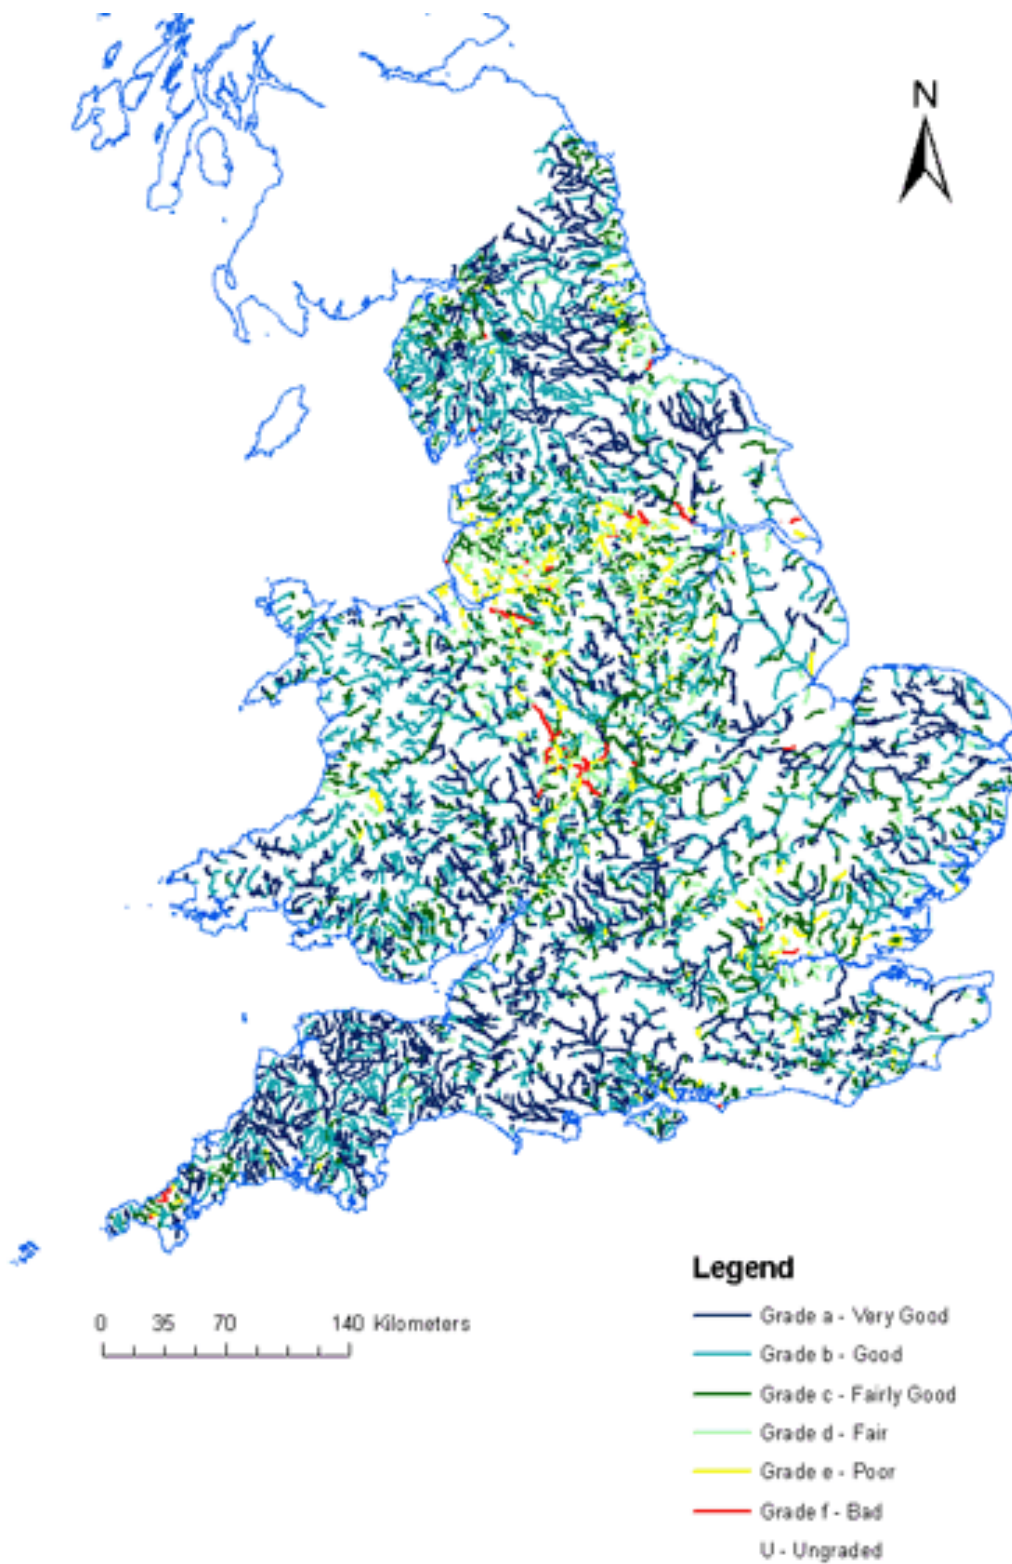 N
Legend
0 35 70 140 Kilometers
Grade a - Very Good
Grade b - Good
Grade c - Fairly Good
Grade d - Fair
Grade e - Poor
Grade f - Bad
U - Ungraded